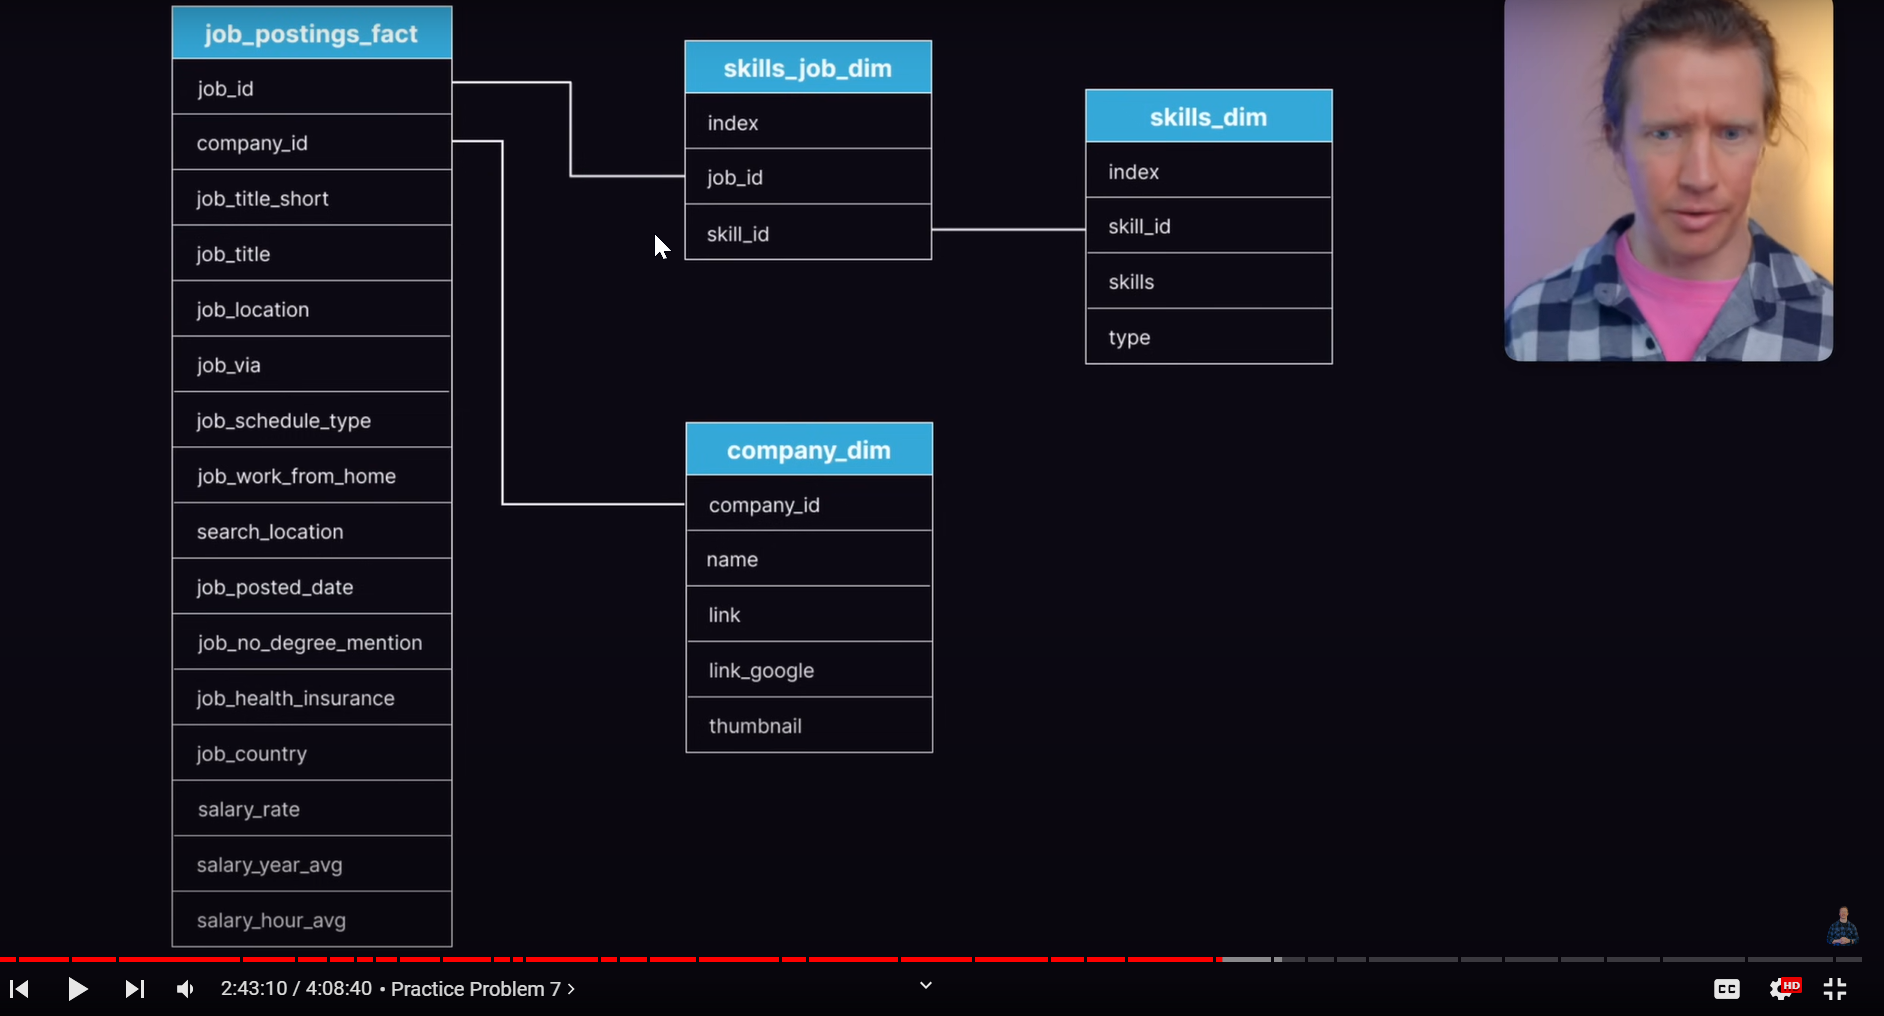 job_postings_fact
job_id
company_id
job_title_short
job_title
job_location
job_via
job_schedule_type
job_work_from_home
search_location
job_posted_date
job_no_degree_mention
job_health_insurance
job_country
salary_rate
salary_year_avg
salary_hour_avg
skills_job_dim
index
job_id
skill_id
skills_dim
index
skill_id
skills
type
company_dim
company_id
name
link
link_google
thumbnail
2:43:10 / 4:08:40 • Practice Problem 7 >
CC
HD